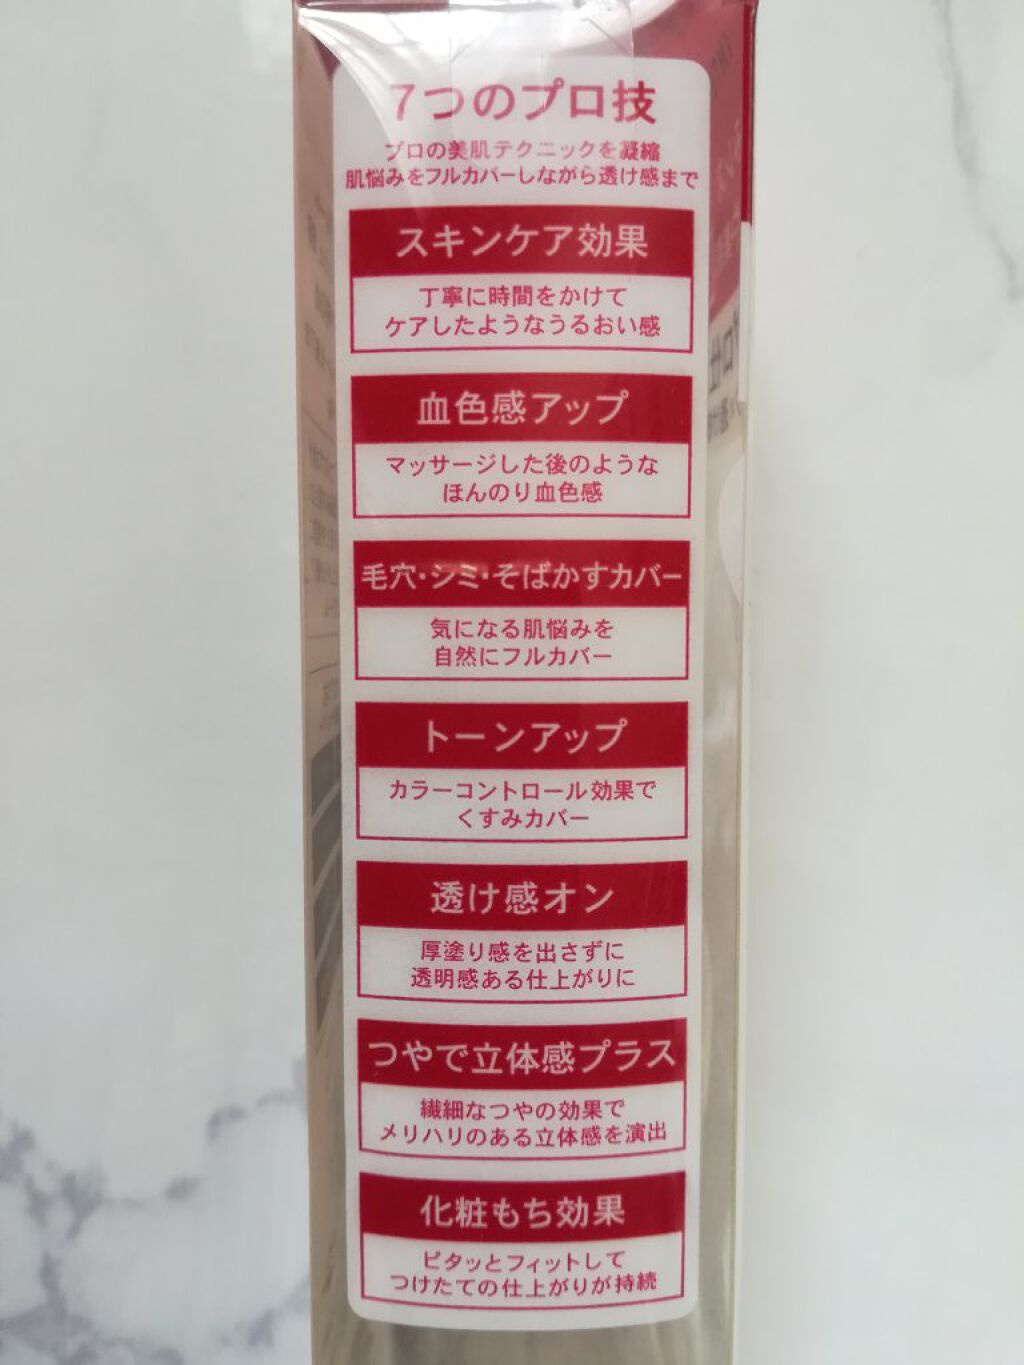 7つのプロ技
プロの美肌テクニックを凝縮
肌悩みをフルカバーしながら透け感まで
スキンケア効果
丁寧に時間をかけて
ケアしたようなうるおい感
血色感アップ
マッサージした後のような
ほんのり血色感
毛穴・シミ・そばかすカバー
気になる肌悩みを
自然にフルカバー
トーンアップ
カラーコントロール効果で
くすみカバー
透け感オン
厚塗り感を出さずに
透明感ある仕上がりに
つやで立体感プラス
繊細なつやの効果で
メリハリのある立体感を演出
化粧もち効果
ピタッとフィットして
つけたての仕上がりが持続